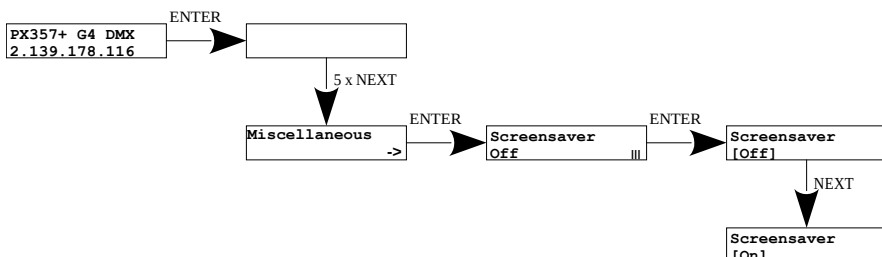 ENTER
PX357+ G4 DMX
2.139.178.116
5 x NEXT
Miscellaneous
->
ENTER
Screensaver
Off
ENTER
Screensaver
[Off]
NEXT
Screensaver
[On]